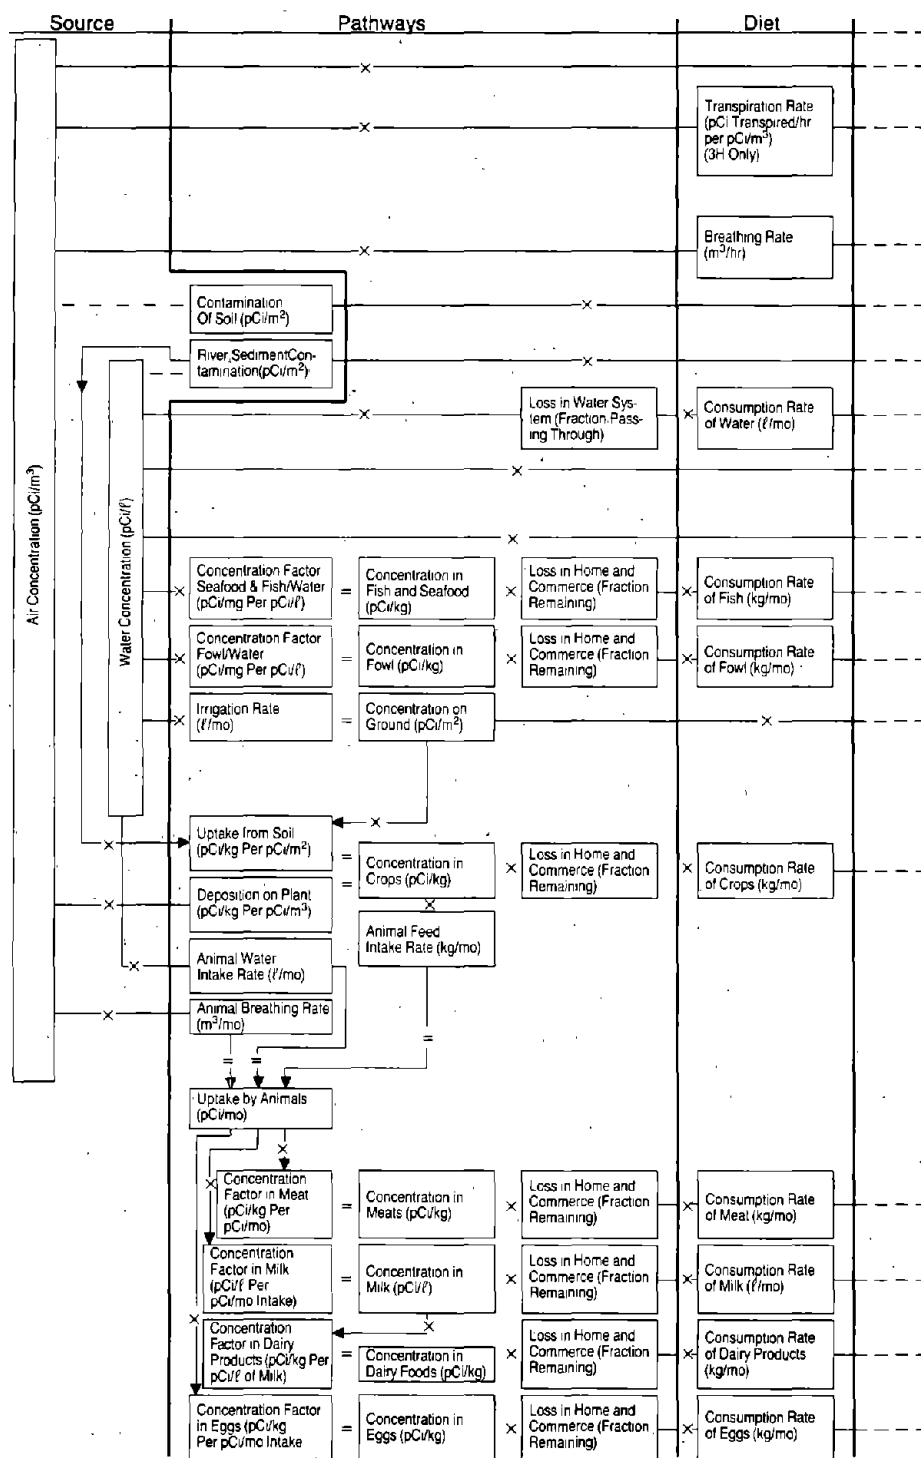 Source
Pathways
Diet
Transpiration Rate
(pCi Transpired/hr
per pCi/m³)
(3H Only)
Breathing Rate
(m³/hr)
Contamination
Of Soil (pCi/m²)
River Sediment Con-
tamination (pCi/m²)
Loss in Water Sys-
tem (Fraction Pass-
ing Through)
Consumption Rate
of Water (ℓ/mo)
Air Concentration (pCi/m³)
Water Concentration (pCi/ℓ)
Concentration Factor
Seafood & Fish/Water
(pCi/mg Per pCi/ℓ)
=
Concentration in
Fish and Seafood
(pCi/kg)
×
Loss in Home and
Commerce (Fraction
Remaining)
×
Consumption Rate
of Fish (kg/mo)
Concentration Factor
Fowl/Water
(pCi/mg Per pCi/ℓ)
=
Concentration in
Fowl (pCi/kg)
×
Loss in Home and
Commerce (Fraction
Remaining)
×
Consumption Rate
of Fowl (kg/mo)
Irrigation Rate
(ℓ/mo)
=
Concentration on
Ground (pCi/m²)
Uptake from Soil
(pCi/kg Per pCi/m²)
=
Concentration in
Crops (pCi/kg)
×
Loss in Home and
Commerce (Fraction
Remaining)
×
Consumption Rate
of Crops (kg/mo)
Deposition on Plant
(pCi/kg Per pCi/m³)
=
Animal Feed
Intake Rate (kg/mo)
Animal Water
Intake Rate (ℓ/mo)
Animal Breathing Rate
(m³/mo)
Uptake by Animals
(pCi/mo)
Concentration
Factor in Meat
(pCi/kg Per
pCi/mo)
=
Concentration in
Meats (pCi/kg)
×
Loss in Home and
Commerce (Fraction
Remaining)
×
Consumption Rate
of Meat (kg/mo)
Concentration
Factor in Milk
(pCi/ℓ Per
pCi/mo Intake)
=
Concentration in
Milk (pCi/ℓ)
×
Loss in Home and
Commerce (Fraction
Remaining)
×
Consumption Rate
of Milk (ℓ/mo)
Concentration
Factor in Dairy
Products (pCi/kg Per
pCi/ℓ of Milk)
=
Concentration in
Dairy Foods (pCi/kg)
×
Loss in Home and
Commerce (Fraction
Remaining)
×
Consumption Rate
of Dairy Products
(kg/mo)
Concentration Factor
in Eggs (pCi/kg
Per pCi/mo Intake
=
Concentration in
Eggs (pCi/kg)
×
Loss in Home and
Commerce (Fraction
Remaining)
×
Consumption Rate
of Eggs (kg/mo)